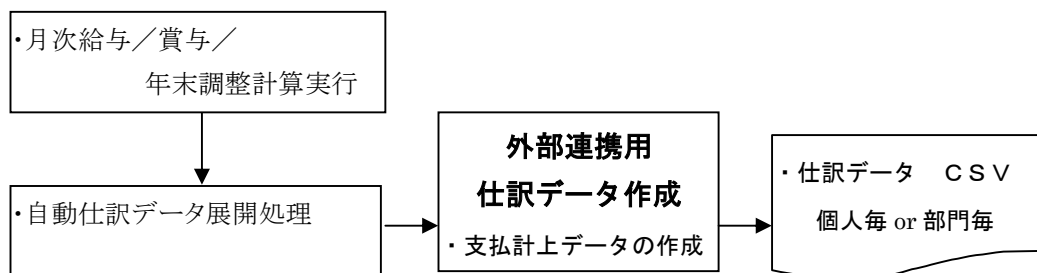 ・月次給与／賞与／
年末調整計算実行
・自動仕訳データ展開処理
外部連携用
仕訳データ作成
・支払計上データの作成
・仕訳データ　ＣＳＶ
個人毎 or 部門毎